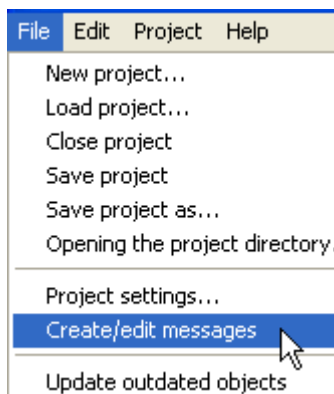 File Edit Project Help
New project...
Load project...
Close project
Save project
Save project as...
Opening the project directory.
Project settings...
Create/edit messages
Update outdated objects